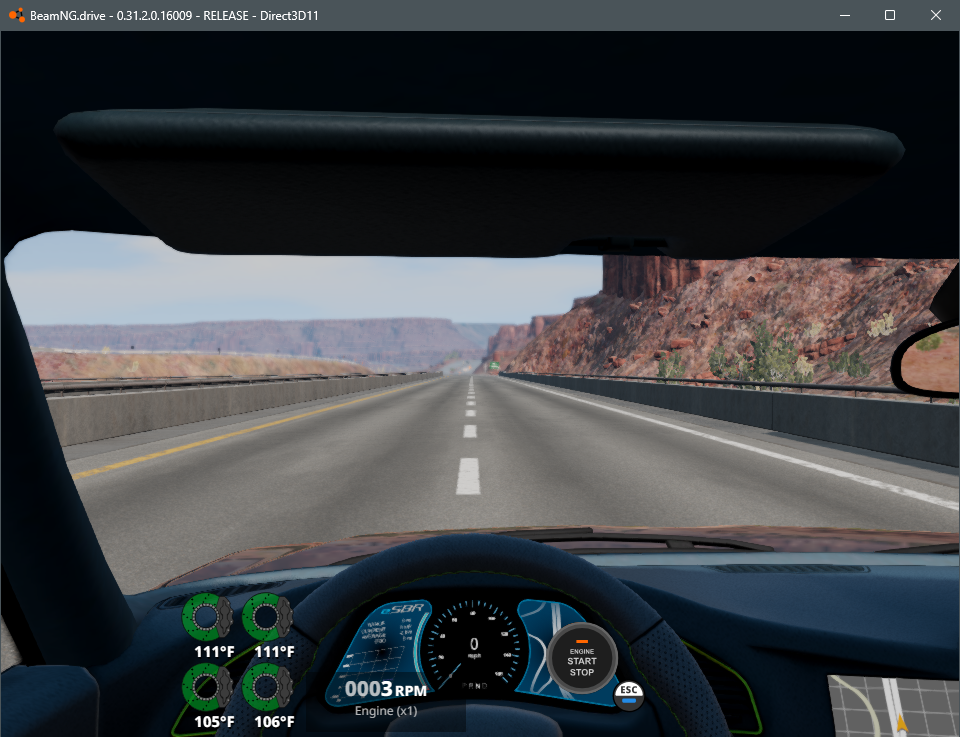 BeamNG.drive - 0.31.2.0.16009 - RELEASE - Direct3D11
eSBR
0
mph
P R N D
ENGINE
START
STOP
ESC
111°F 111°F
105°F 106°F
0003 RPM
Engine (x1)